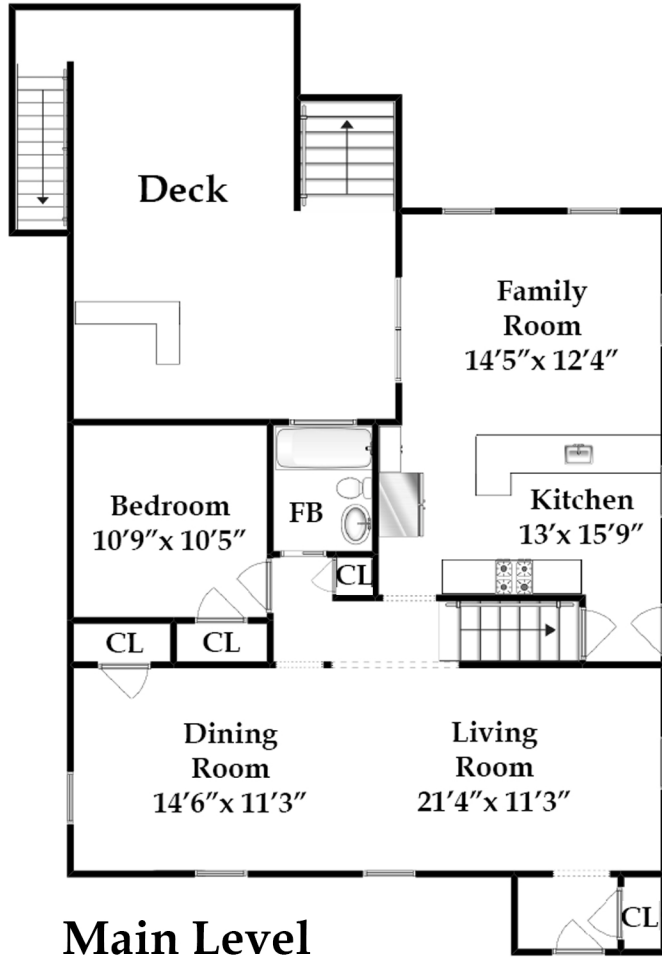 Deck
Family
Room
14′5″x 12′4″
Bedroom
10′9″x 10′5″
FB
Kitchen
13′x 15′9″
CL
CL
CL
Dining
Room
14′6″x 11′3″
Living
Room
21′4″x 11′3″
CL
Main Level